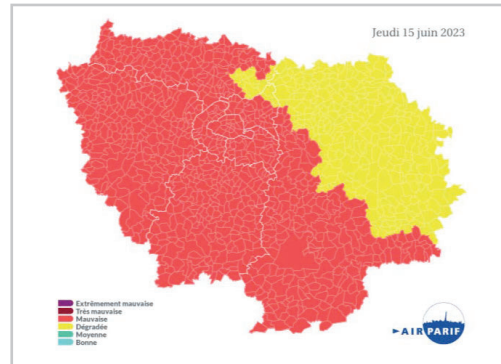 Jeudi 15 juin 2023
Extrêmement mauvaise
Très mauvaise
Mauvaise
Dégradée
Moyenne
Bonne
AIRPARIF